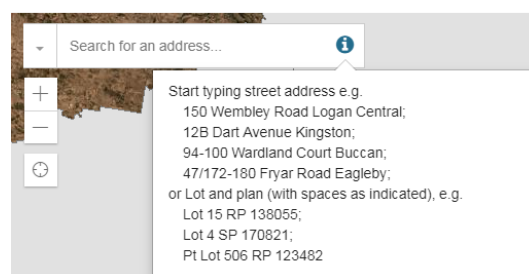 Search for an address...
Start typing street address e.g.
150 Wembley Road Logan Central;
12B Dart Avenue Kingston;
94-100 Wardland Court Buccan;
47/172-180 Fryar Road Eagleby;
or Lot and plan (with spaces as indicated), e.g.
Lot 15 RP 138055;
Lot 4 SP 170821;
Pt Lot 506 RP 123482